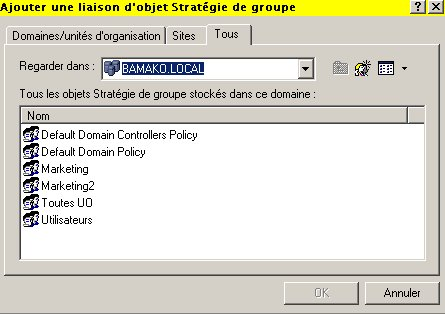 Ajouter une liaison d'objet Stratégie de groupe
Domaines/unités d'organisation Sites Tous
Regarder dans : BAMAKO.LOCAL
Tous les objets Stratégie de groupe stockés dans ce domaine :
Nom
Default Domain Controllers Policy
Default Domain Policy
Marketing
Marketing2
Toutes UO
Utilisateurs
OK Annuler